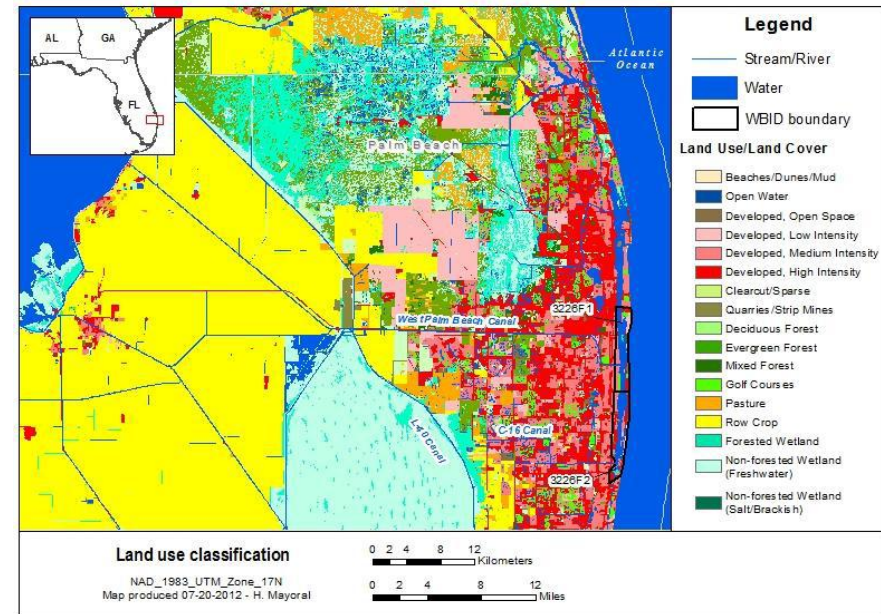 AL
GA
FL
Atlantic
Ocean
Palm Beach
3226F1
West Palm Beach Canal
C-16 Canal
L-40 Canal
3226F2
Legend
Stream/River
Water
WBID boundary
Land Use/Land Cover
Beaches/Dunes/Mud
Open Water
Developed, Open Space
Developed, Low Intensity
Developed, Medium Intensity
Developed, High Intensity
Clearcut/Sparse
Quarries/Strip Mines
Deciduous Forest
Evergreen Forest
Mixed Forest
Golf Courses
Pasture
Row Crop
Forested Wetland
Non-forested Wetland
(Freshwater)
Non-forested Wetland
(Salt/Brackish)
Land use classification
NAD_1983_UTM_Zone_17N
Map produced 07-20-2012 - H. Mayoral
0 2 4 8 12
Kilometers
0 2 4 8 12
Miles